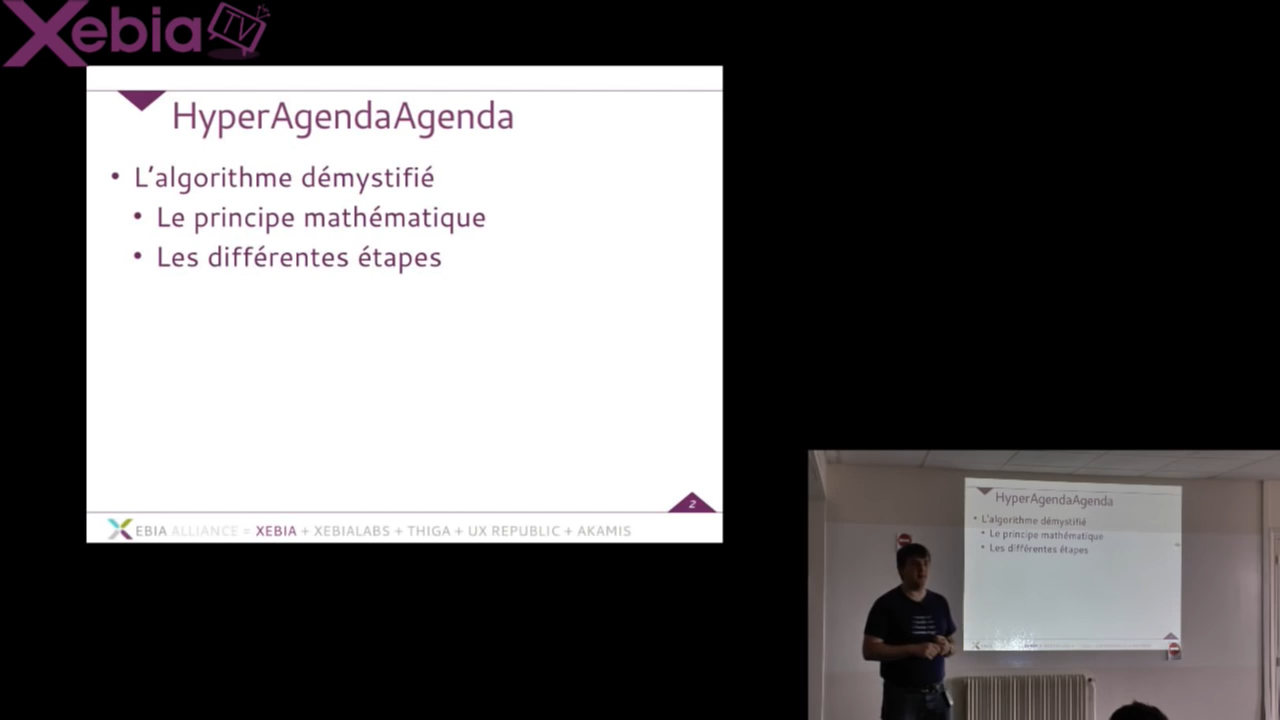 Xebia TV
HyperAgendaAgenda
• L'algorithme démystifié
• Le principe mathématique
• Les différentes étapes
2
XEBIA ALLIANCE = XEBIA + XEBIALABS + THIGA + UX REPUBLIC + AKAMIS
HyperAgendaAgenda
• L'algorithme démystifié
• Le principe mathématique
• Les différentes étapes